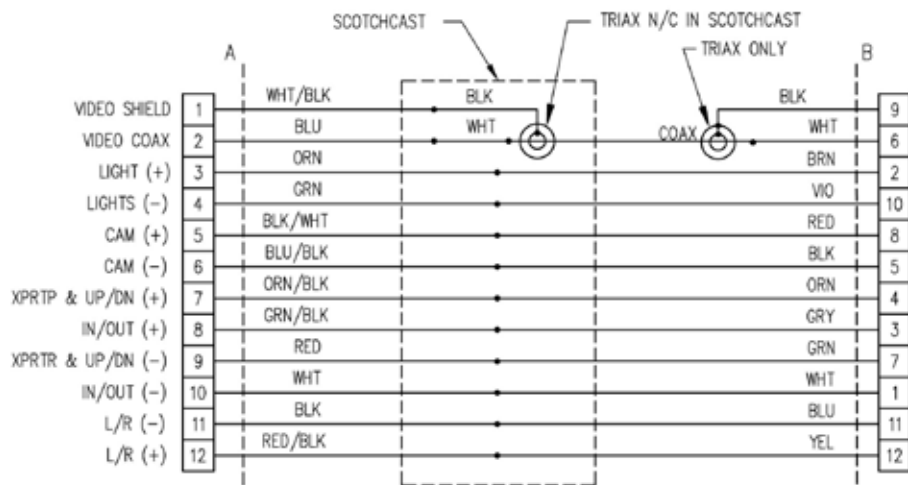 SCOTCHCAST
TRIAX N/C IN SCOTCHCAST
TRIAX ONLY
A
B
VIDEO SHIELD 1 WHT/BLK BLK BLK 9
VIDEO COAX 2 BLU WHT COAX WHT 6
LIGHT (+) 3 ORN BRN 2
LIGHTS (-) 4 GRN VIO 10
CAM (+) 5 BLK/WHT RED 8
CAM (-) 6 BLU/BLK BLK 5
XPRTP & UP/DN (+) 7 ORN/BLK ORN 4
IN/OUT (+) 8 GRN/BLK GRY 3
XPRTR & UP/DN (-) 9 RED GRN 7
IN/OUT (-) 10 WHT WHT 1
L/R (-) 11 BLK BLU 11
L/R (+) 12 RED/BLK YEL 12